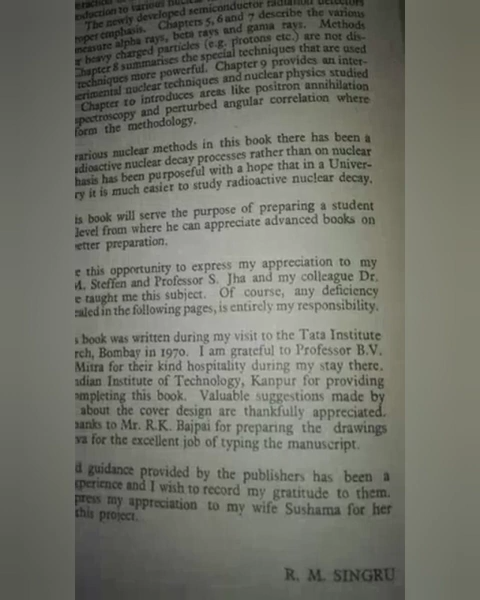 oduction to various nuclear radiation detectors
The newly developed semiconductor radiation detectors
roper emphasis. Chapters 5, 6 and 7 describe the various
measure alpha rays, beta rays and gama rays. Methods
r heavy charged particles (e.g. protons etc.) are not dis-
Chapter 8 summarises the special techniques that are used
techniques more powerful. Chapter 9 provides an inter-
erimental nuclear techniques and nuclear physics studied
Chapter 10 introduces areas like positron annihilation
spectroscopy and perturbed angular correlation where
form the methodology.
various nuclear methods in this book there has been a
adioactive nuclear decay processes rather than on nuclear
hasis has been purposeful with a hope that in a Univer-
ry it is much easier to study radioactive nuclear decay.
is book will serve the purpose of preparing a student
level from where he can appreciate advanced books on
etter preparation.
e this opportunity to express my appreciation to my
M. Steffen and Professor S. Jha and my colleague Dr.
e taught me this subject. Of course, any deficiency
ealed in the following pages, is entirely my responsibility.
s book was written during my visit to the Tata Institute
rch, Bombay in 1970. I am grateful to Professor B.V.
Mitra for their kind hospitality during my stay there.
ndian Institute of Technology, Kanpur for providing
ompleting this book. Valuable suggestions made by
about the cover design are thankfully appreciated.
anks to Mr. R.K. Bajpai for preparing the drawings
va for the excellent job of typing the manuscript.
d guidance provided by the publishers has been a
xperience and I wish to record my gratitude to them.
press my appreciation to my wife Sushama for her
this project.
R. M. SINGRU